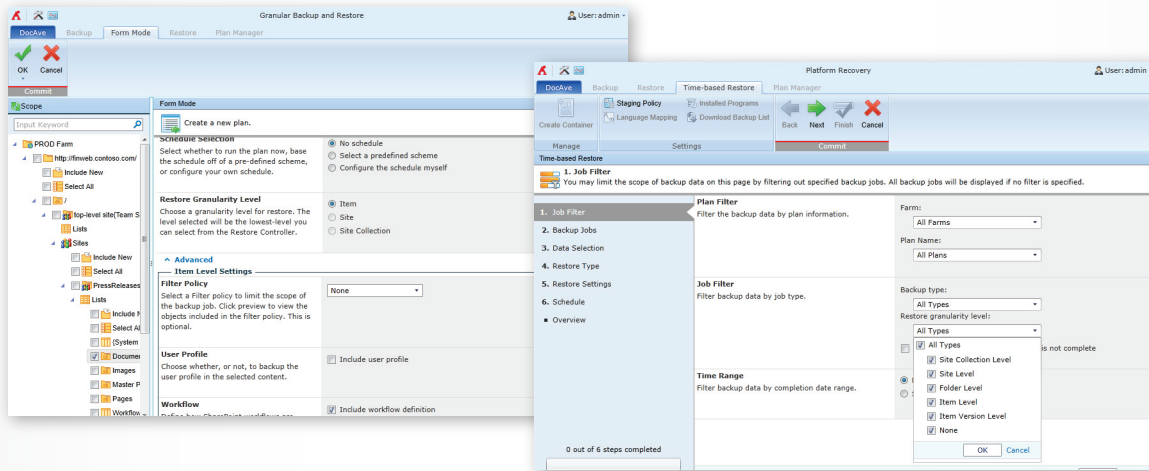 Granular Backup and Restore
User: admin
DocAve
Backup
Form Mode
Restore
Plan Manager
OK
Cancel
Commit
Scope
Input Keyword
PROD Farm
http://finweb.contoso.com/
Include New
Select All
/
top-level site(Team S
Lists
Sites
Include New
Select All
PressReleases
Lists
Include N
Select Al
{System
Documen
Images
Master P
Pages
Workflow
Form Mode
Create a new plan.
Schedule Selection
Select whether to run the plan now, base
the schedule off of a pre-defined scheme,
or configure your own schedule.
No schedule
Select a predefined scheme
Configure the schedule myself
Restore Granularity Level
Choose a granularity level for restore. The
level selected will be the lowest-level you
can select from the Restore Controller.
Item
Site
Site Collection
Advanced
Item Level Settings
Filter Policy
Select a Filter policy to limit the scope of
the backup job. Click preview to view the
objects included in the filter policy. This is
optional.
None
User Profile
Choose whether, or not, to backup the
user profile in the selected content.
Include user profile
Workflow
Define how SharePoint workflows are
Include workflow definition
Platform Recovery
User: admin
DocAve
Backup
Restore
Time-based Restore
Plan Manager
Create Container
Manage
Staging Policy
Language Mapping
Installed Programs
Download Backup List
Settings
Back
Next
Finish
Cancel
Commit
Time-based Restore
1. Job Filter
You may limit the scope of backup data on this page by filtering out specified backup jobs. All backup jobs will be displayed if no filter is specified.
1. Job Filter
2. Backup Jobs
3. Data Selection
4. Restore Type
5. Restore Settings
6. Schedule
Overview
0 out of 6 steps completed
Plan Filter
Filter the backup data by plan information.
Farm:
All Farms
Plan Name:
All Plans
Job Filter
Filter backup data by job type.
Backup type:
All Types
Restore granularity level:
All Types
is not complete
Time Range
Filter backup data by completion date range.
All Types
Site Collection Level
Site Level
Folder Level
Item Level
Item Version Level
None
OK
Cancel